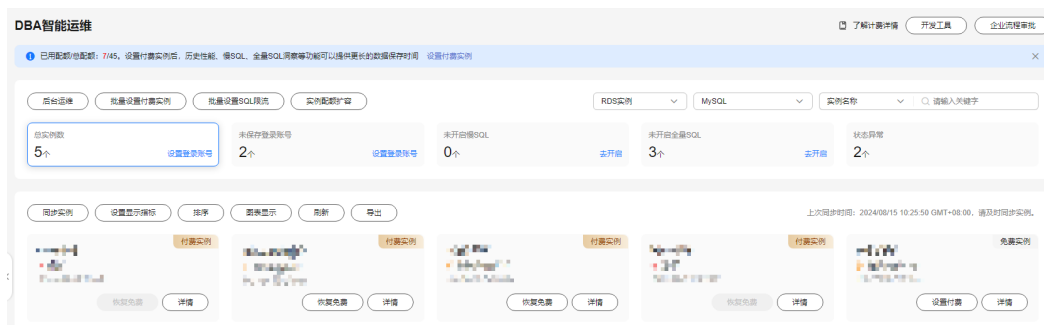 DBA智能运维
了解计费详情 开发工具 企业流程审批
已用配额/总配额：7/45。设置付费实例后，历史性能、慢SQL、全量SQL洞察等功能可以提供更长的数据保存时间 设置付费实例
后台运维 批量设置付费实例 批量设置SQL限流 实例配额扩容 RDS实例 MySQL 实例名称 请输入关键字
总实例数 未保存登录账号 未开启慢SQL 未开启全量SQL 状态异常
5个 设置登录账号 2个 设置登录账号 0个 去开启 3个 去开启 2个
同步实例 设置显示指标 排序 图表显示 刷新 导出 上次同步时间：2024/08/15 10:25:50 GMT+08:00，请及时同步实例。
付费实例 付费实例 付费实例 付费实例 免费实例
恢复免费 详情 恢复免费 详情 恢复免费 详情 恢复免费 详情 设置付费 详情